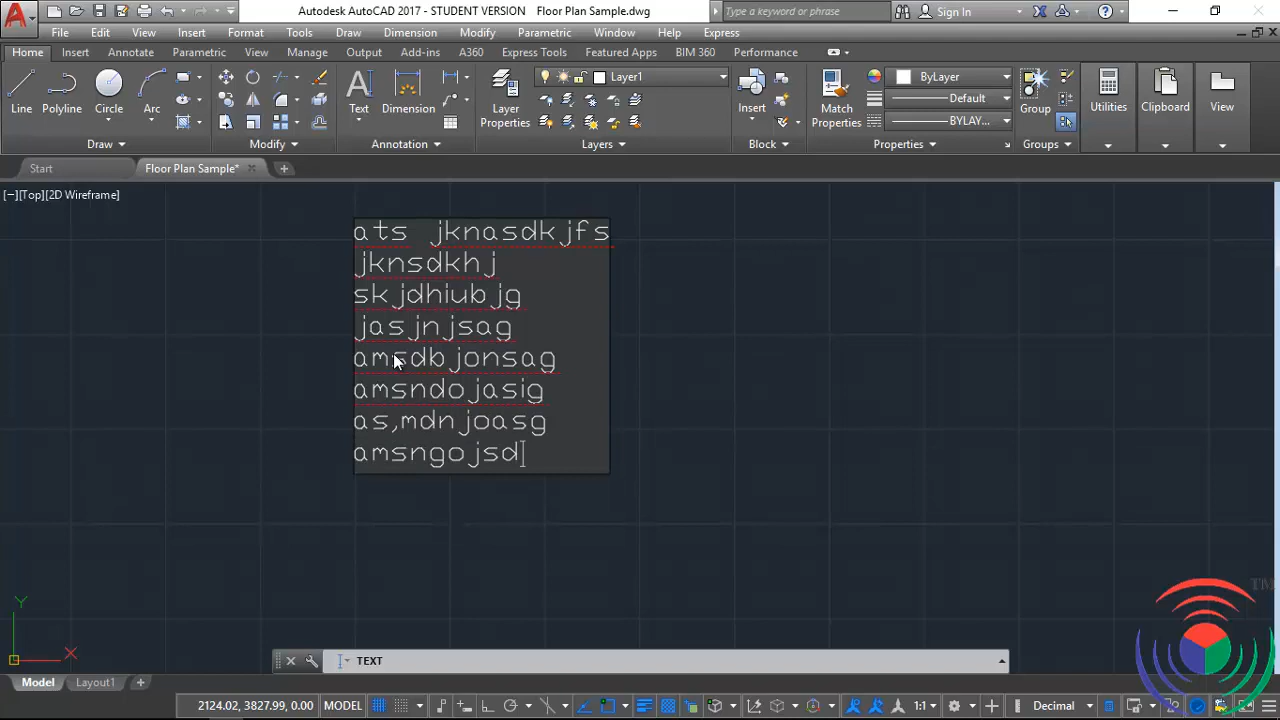 Autodesk AutoCAD 2017 - STUDENT VERSION Floor Plan Sample.dwg
Type a keyword or phrase
Sign In
File Edit View Insert Format Tools Draw Dimension Modify Parametric Window Help Express
Home Insert Annotate Parametric View Manage Output Add-ins A360 Express Tools Featured Apps BIM 360 Performance
Line Polyline Circle Arc Text Dimension Layer Properties Layer1 Insert Match Properties ByLayer Default BYLAY... Group Utilities Clipboard View
Draw Modify Annotation Layers Block Properties Groups
Start Floor Plan Sample*
[−][Top][2D Wireframe]
ats jknasdkjfs
jknsdkhj
skjdhiubjg
jasjnjsag
amsdbjonsag
amsndojasig
as,mdnjoasg
amsngojsd
TM
Y
X
TEXT
Model Layout1
2124.02, 3827.99, 0.00 MODEL 1:1 Decimal